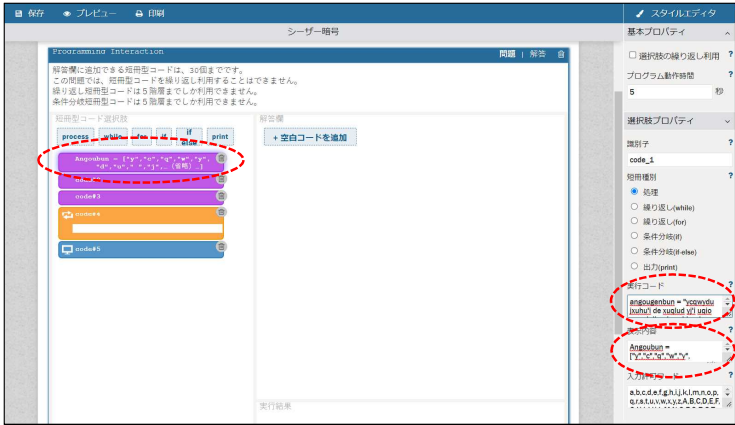 保存 プレビュー 印刷 スタイルエディタ
シーザー暗号
Programming Interaction 問題 | 解答
解答欄に追加できる短冊型コードは、30個までです。
この問題では、短冊型コードを繰り返し利用することはできません。
繰り返し短冊型コードは5階層までしか利用できません。
条件分岐短冊型コードは5階層までしか利用できません。
短冊型コード選択肢
process while for if if else print
Angoubun = ["y","c","q","w","y",
"d","u"," ","j",…(省略)…]
code#3
code#4
code#5
解答欄
+ 空白コードを追加
実行結果
基本プロパティ
選択肢の繰り返し利用 ?
プログラム動作時間 ?
5 秒
選択肢プロパティ
識別子
code_1
短冊種別 ?
処理
繰り返し(while)
繰り返し(for)
条件分岐(if)
条件分岐(if-else)
出力(print)
実行コード ?
angougenbun = "ycqwydu
jxuhu'i de xuqlud yj'i uqio
表示内容 ?
Angoubun =
["y","c","q","w","y",
入力許可ワード ?
a,b,c,d,e,f,g,h,i,j,k,l,m,n,o,p,
q,r,s,t,u,v,w,x,y,z,A,B,C,D,E,F,